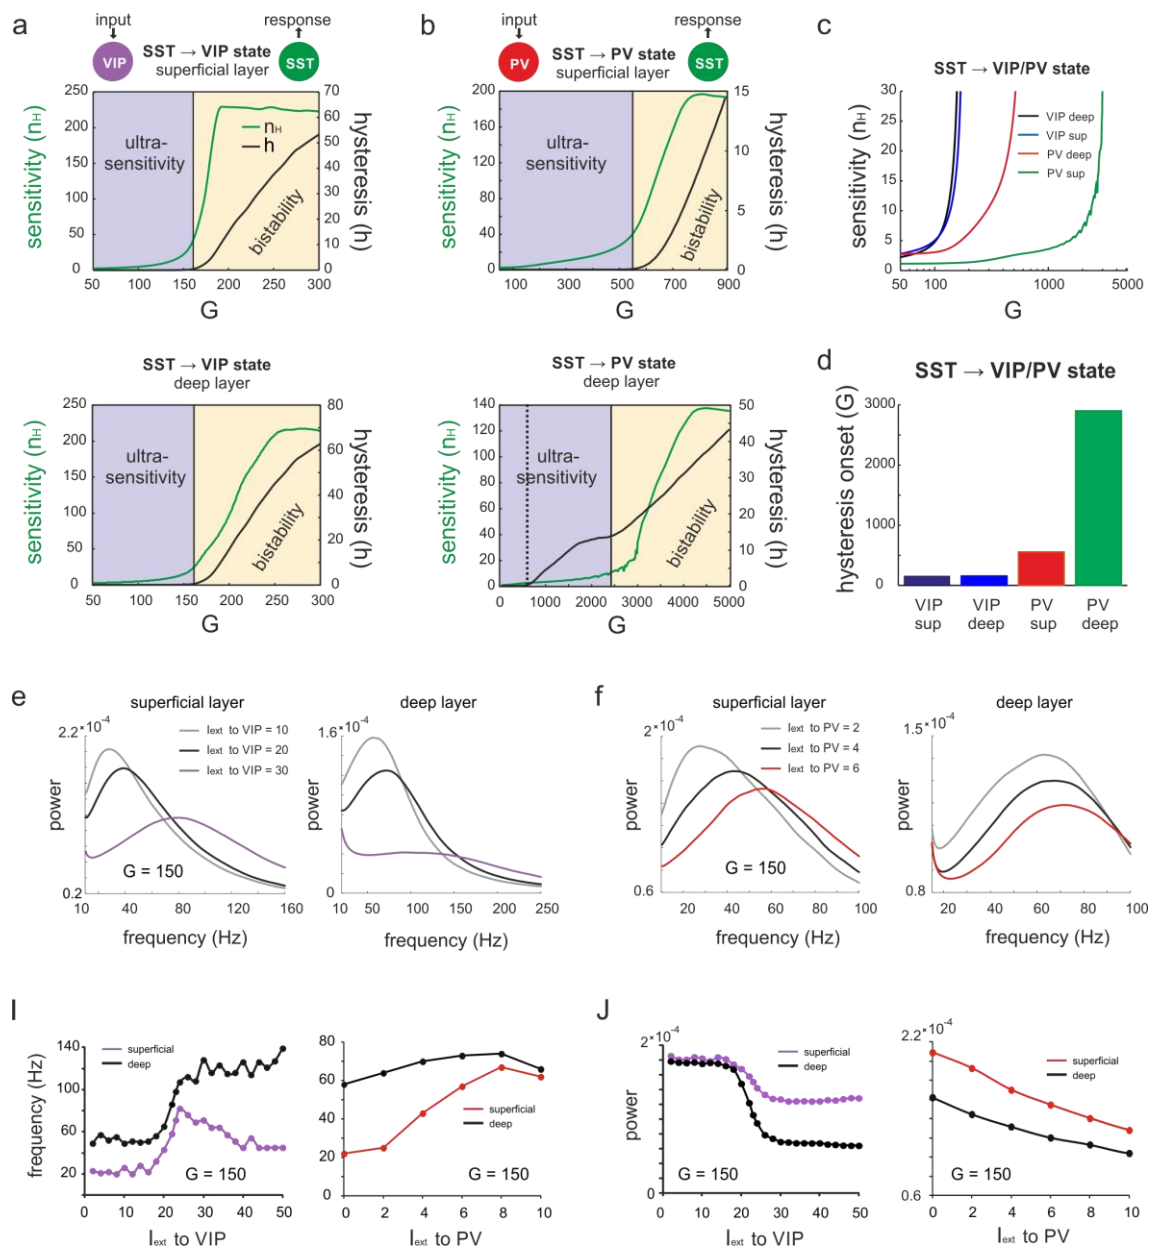 a
input
response
VIP
SST → VIP state
superficial layer
SST
sensitivity (nH)
250
200
150
100
50
0
ultra-
sensitivity
nH
h
bistability
70
60
50
40
30
20
10
0
hysteresis (h)
50 100 150 200 250 300
G
SST → VIP state
deep layer
sensitivity (nH)
250
200
150
100
50
0
ultra-
sensitivity
bistability
80
60
40
20
0
hysteresis (h)
50 100 150 200 250 300
G
b
input
response
PV
SST → PV state
superficial layer
SST
sensitivity (nH)
200
160
120
80
40
0
ultra-
sensitivity
bistability
15
10
5
0
hysteresis (h)
100 300 500 700 900
G
SST → PV state
deep layer
sensitivity (nH)
140
120
100
80
60
40
20
0
ultra-
sensitivity
bistability
50
40
30
20
10
0
hysteresis (h)
0 1000 2000 3000 4000 5000
G
c
SST → VIP/PV state
sensitivity (nH)
30
25
20
15
10
5
0
VIP deep
VIP sup
PV deep
PV sup
50 100 1000 5000
G
d
SST → VIP/PV state
hysteresis onset (G)
3000
2000
1000
0
VIP sup
VIP deep
PV sup
PV deep
e
superficial layer
2.2*10^-4
Iext to VIP = 10
Iext to VIP = 20
Iext to VIP = 30
power
G = 150
0.2
10 40 80 120 160
frequency (Hz)
deep layer
1.6*10^-4
power
0
10 50 100 150 200 250
frequency (Hz)
f
superficial layer
2*10^-4
Iext to PV = 2
Iext to PV = 4
Iext to PV = 6
power
G = 150
0.6
20 40 60 80 100
frequency (Hz)
deep layer
1.5*10^-4
power
0.8
20 40 60 80 100
frequency (Hz)
I
frequency (Hz)
140
100
60
20
superficial
deep
G = 150
0 10 20 30 40 50
Iext to VIP
80
60
40
20
0
superficial
deep
G = 150
0 2 4 6 8 10
Iext to PV
J
2*10^-4
power
0
superficial
deep
G = 150
0 10 20 30 40 50
Iext to VIP
2.2*10^-4
power
0.6
superficial
deep
G = 150
0 2 4 6 8 10
Iext to PV